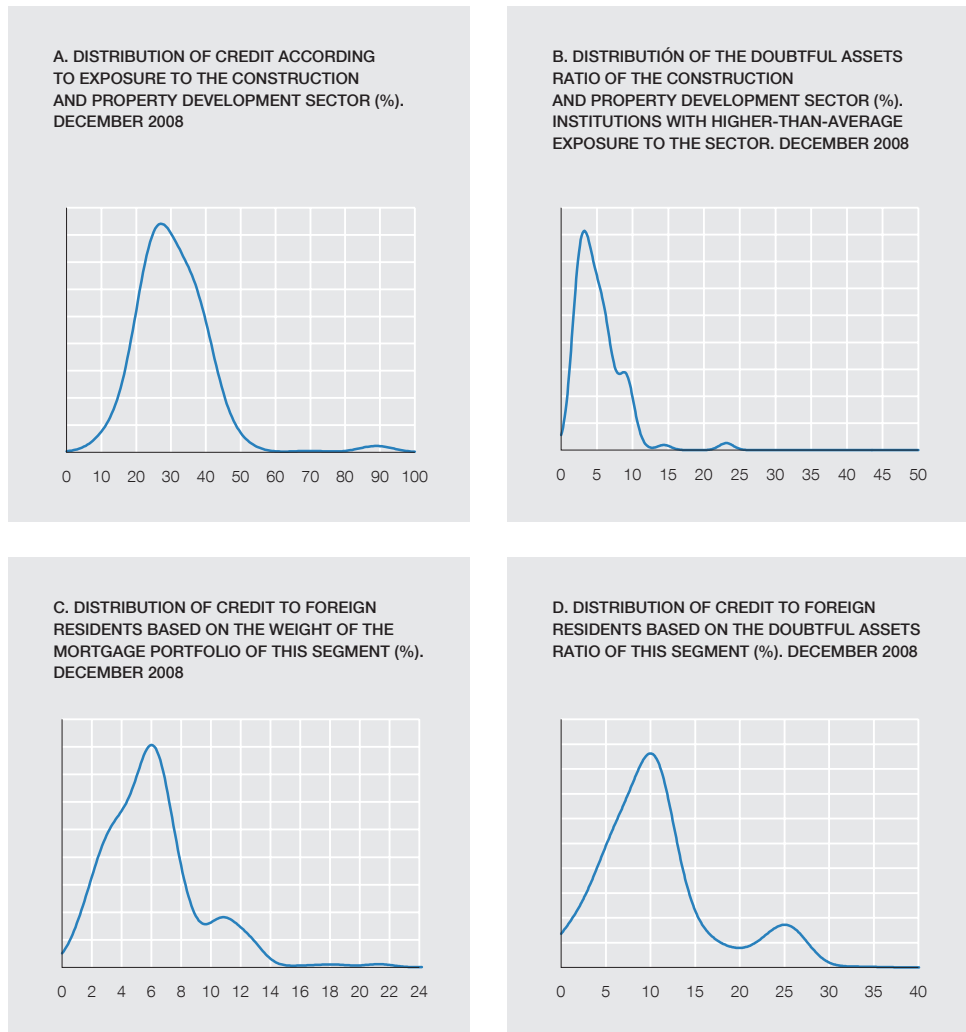 A. DISTRIBUTION OF CREDIT ACCORDING
TO EXPOSURE TO THE CONSTRUCTION
AND PROPERTY DEVELOPMENT SECTOR (%).
DECEMBER 2008
0 10 20 30 40 50 60 70 80 90 100
B. DISTRIBUTIÓN OF THE DOUBTFUL ASSETS
RATIO OF THE CONSTRUCTION
AND PROPERTY DEVELOPMENT SECTOR (%).
INSTITUTIONS WITH HIGHER-THAN-AVERAGE
EXPOSURE TO THE SECTOR. DECEMBER 2008
0 5 10 15 20 25 30 35 40 45 50
C. DISTRIBUTION OF CREDIT TO FOREIGN
RESIDENTS BASED ON THE WEIGHT OF THE
MORTGAGE PORTFOLIO OF THIS SEGMENT (%).
DECEMBER 2008
0 2 4 6 8 10 12 14 16 18 20 22 24
D. DISTRIBUTION OF CREDIT TO FOREIGN
RESIDENTS BASED ON THE DOUBTFUL ASSETS
RATIO OF THIS SEGMENT (%). DECEMBER 2008
0 5 10 15 20 25 30 35 40